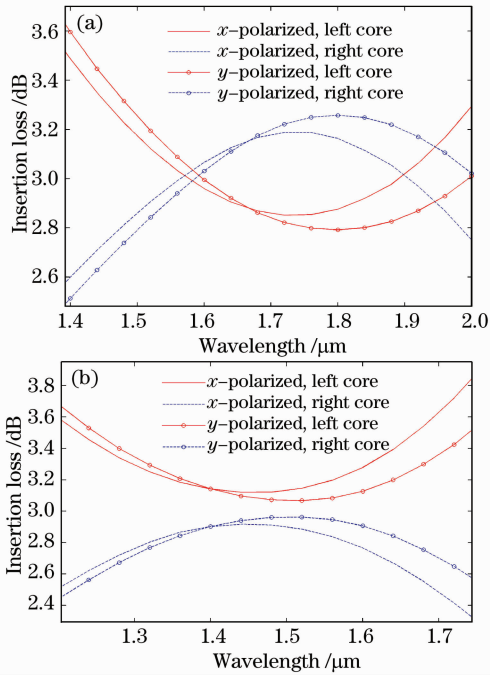 (a)
x-polarized, left core
x-polarized, right core
y-polarized, left core
y-polarized, right core
Insertion loss /dB
3.6
3.4
3.2
3.0
2.8
2.6
1.4 1.5 1.6 1.7 1.8 1.9 2.0
Wavelength /μm
(b)
x-polarized, left core
x-polarized, right core
y-polarized, left core
y-polarized, right core
Insertion loss /dB
3.8
3.6
3.4
3.2
3.0
2.8
2.6
2.4
1.3 1.4 1.5 1.6 1.7
Wavelength /μm